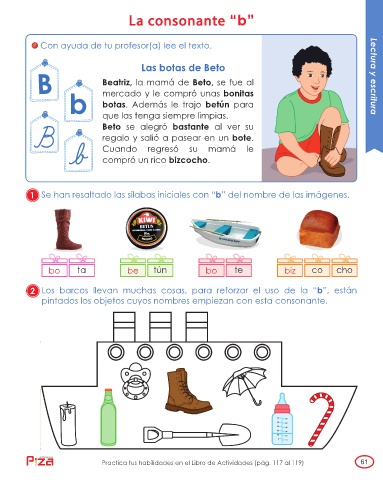 La consonante “b”
Con ayuda de tu profesor(a) lee el texto.
Las botas de Beto
Beatriz, la mamá de Beto, se fue al
mercado y le compró unas bonitas
botas. Además le trajo betún para
que las tenga siempre limpias.
Beto se alegró bastante al ver su
regalo y salió a pasear en un bote.
Cuando regresó su mamá le
compró un rico bizcocho.
B
b
B
b
Lectura y escritura
1 Se han resaltado las sílabas iniciales con “b” del nombre de las imágenes.
KIWI
BETUN
bo ta be tún bo te biz co cho
2 Los barcos llevan muchas cosas, para reforzar el uso de la “b”, están
pintados los objetos cuyos nombres empiezan con esta consonante.
Practica tus habilidades en el Libro de Actividades (pág. 117 al 119)
61